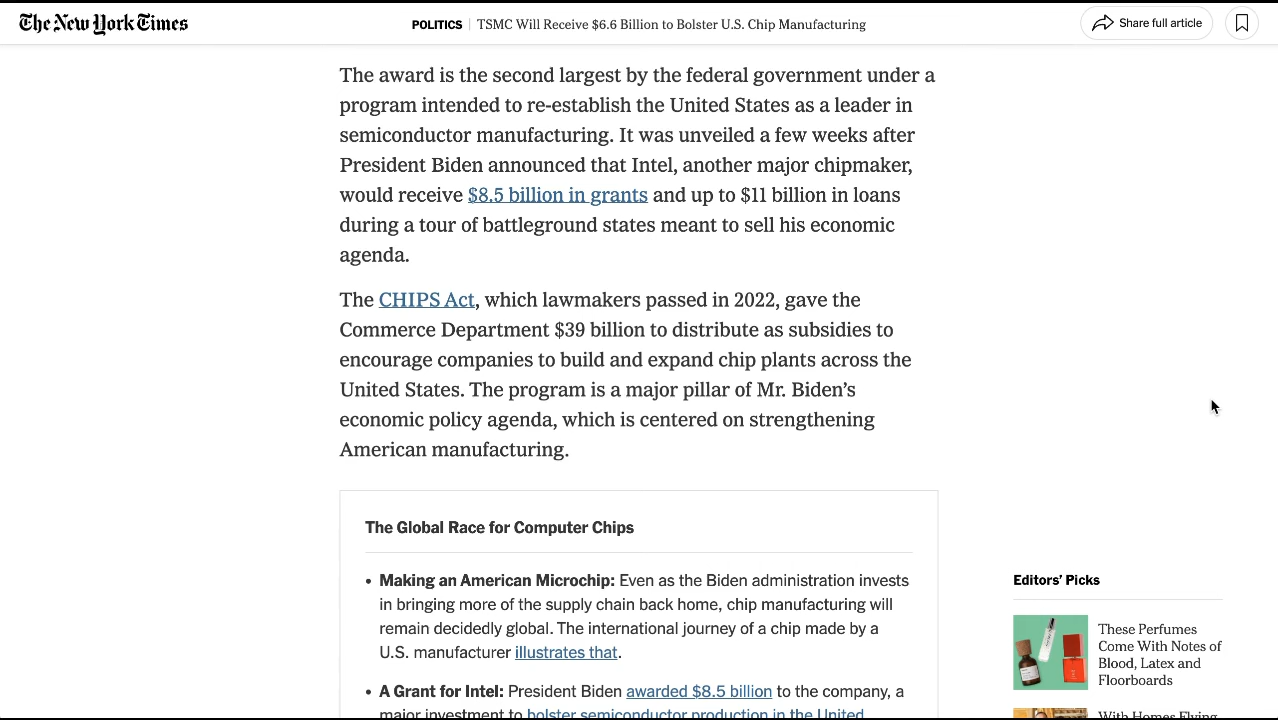 The New York Times
POLITICS | TSMC Will Receive $6.6 Billion to Bolster U.S. Chip Manufacturing
Share full article
The award is the second largest by the federal government under a
program intended to re-establish the United States as a leader in
semiconductor manufacturing. It was unveiled a few weeks after
President Biden announced that Intel, another major chipmaker,
would receive $8.5 billion in grants and up to $11 billion in loans
during a tour of battleground states meant to sell his economic
agenda.
The CHIPS Act, which lawmakers passed in 2022, gave the
Commerce Department $39 billion to distribute as subsidies to
encourage companies to build and expand chip plants across the
United States. The program is a major pillar of Mr. Biden’s
economic policy agenda, which is centered on strengthening
American manufacturing.
The Global Race for Computer Chips
• Making an American Microchip: Even as the Biden administration invests
in bringing more of the supply chain back home, chip manufacturing will
remain decidedly global. The international journey of a chip made by a
U.S. manufacturer illustrates that.
• A Grant for Intel: President Biden awarded $8.5 billion to the company, a
major investment to bolster semiconductor production in the United
Editors’ Picks
These Perfumes
Come With Notes of
Blood, Latex and
Floorboards
With Homes Flying